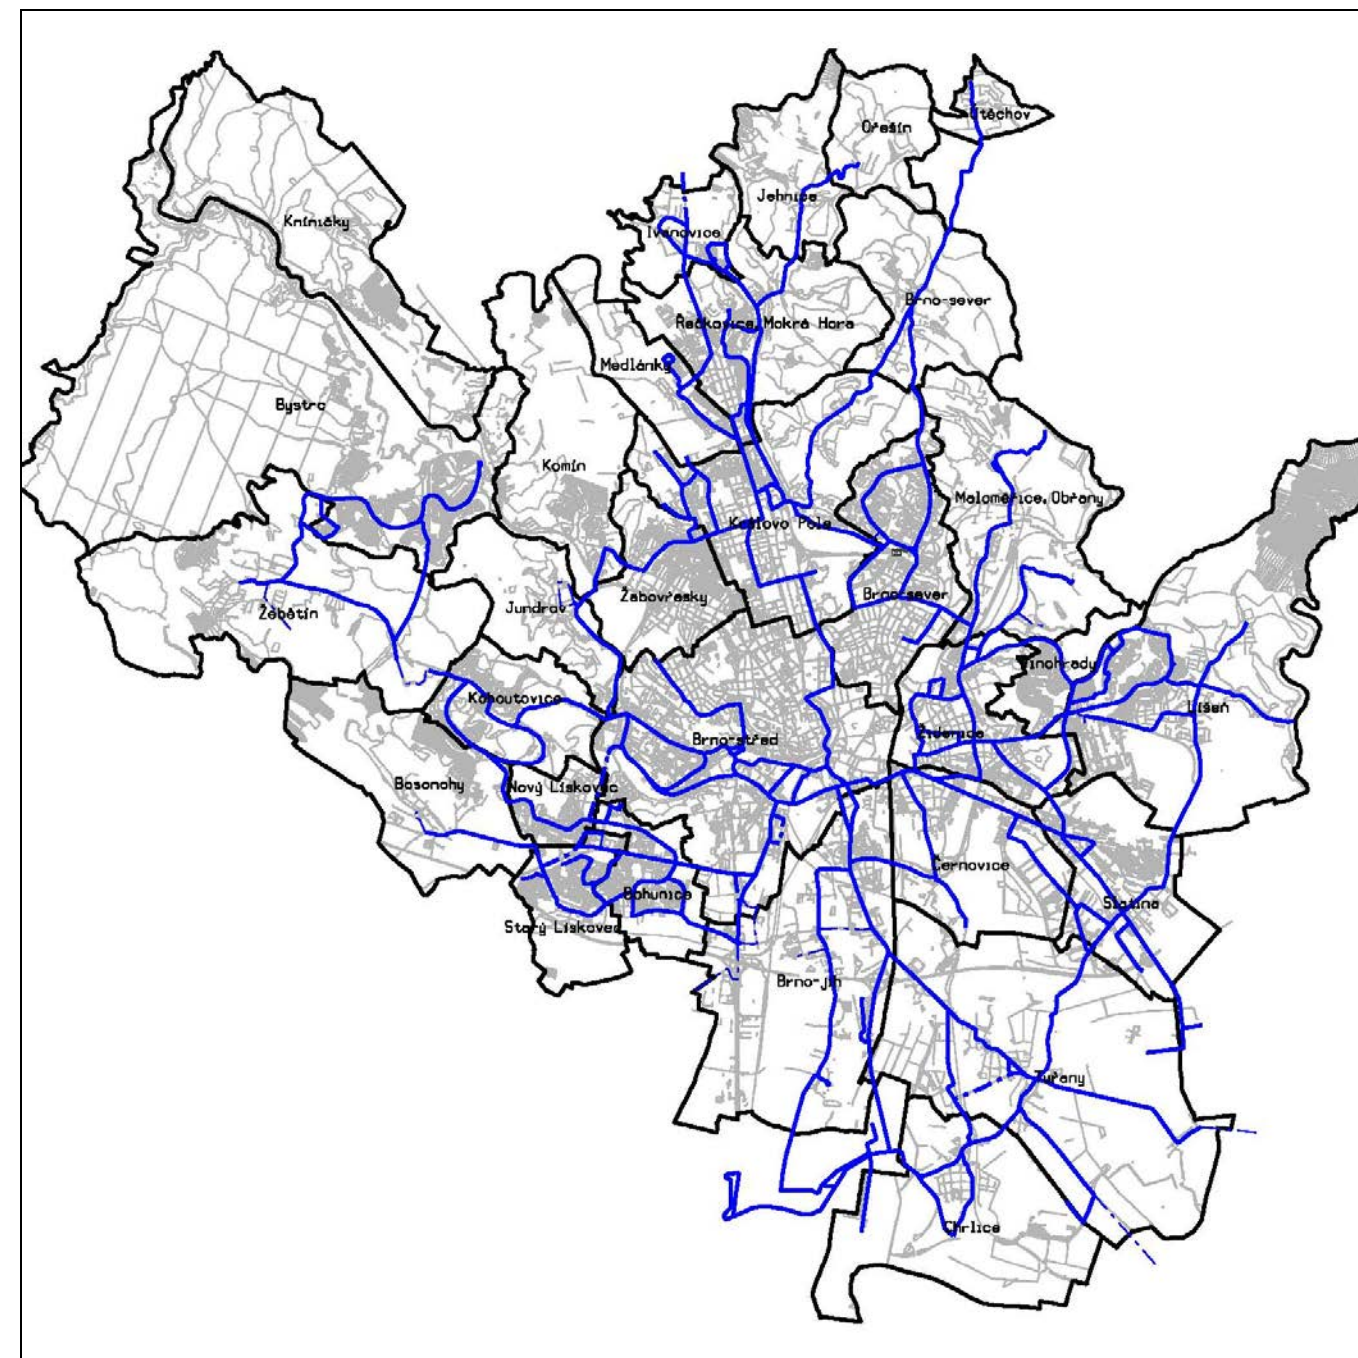 Útěchov
Ořešín
Jehnice
Kníničky
Ivanovice
Brno-sever
Řečkovice, Mokrá Hora
Medlánky
Bystrc
Komín
Maloměřice, Obřany
Královo Pole
Žabovřesky
Brno-sever
Jundrov
Žebětín
Vinohrady
Kohoutovice
Líšeň
Židenice
Brno-střed
Bosonohy
Nový Lískovec
Černovice
Bohunice
Slatina
Starý Lískovec
Brno-jih
Tuřany
Chrlice